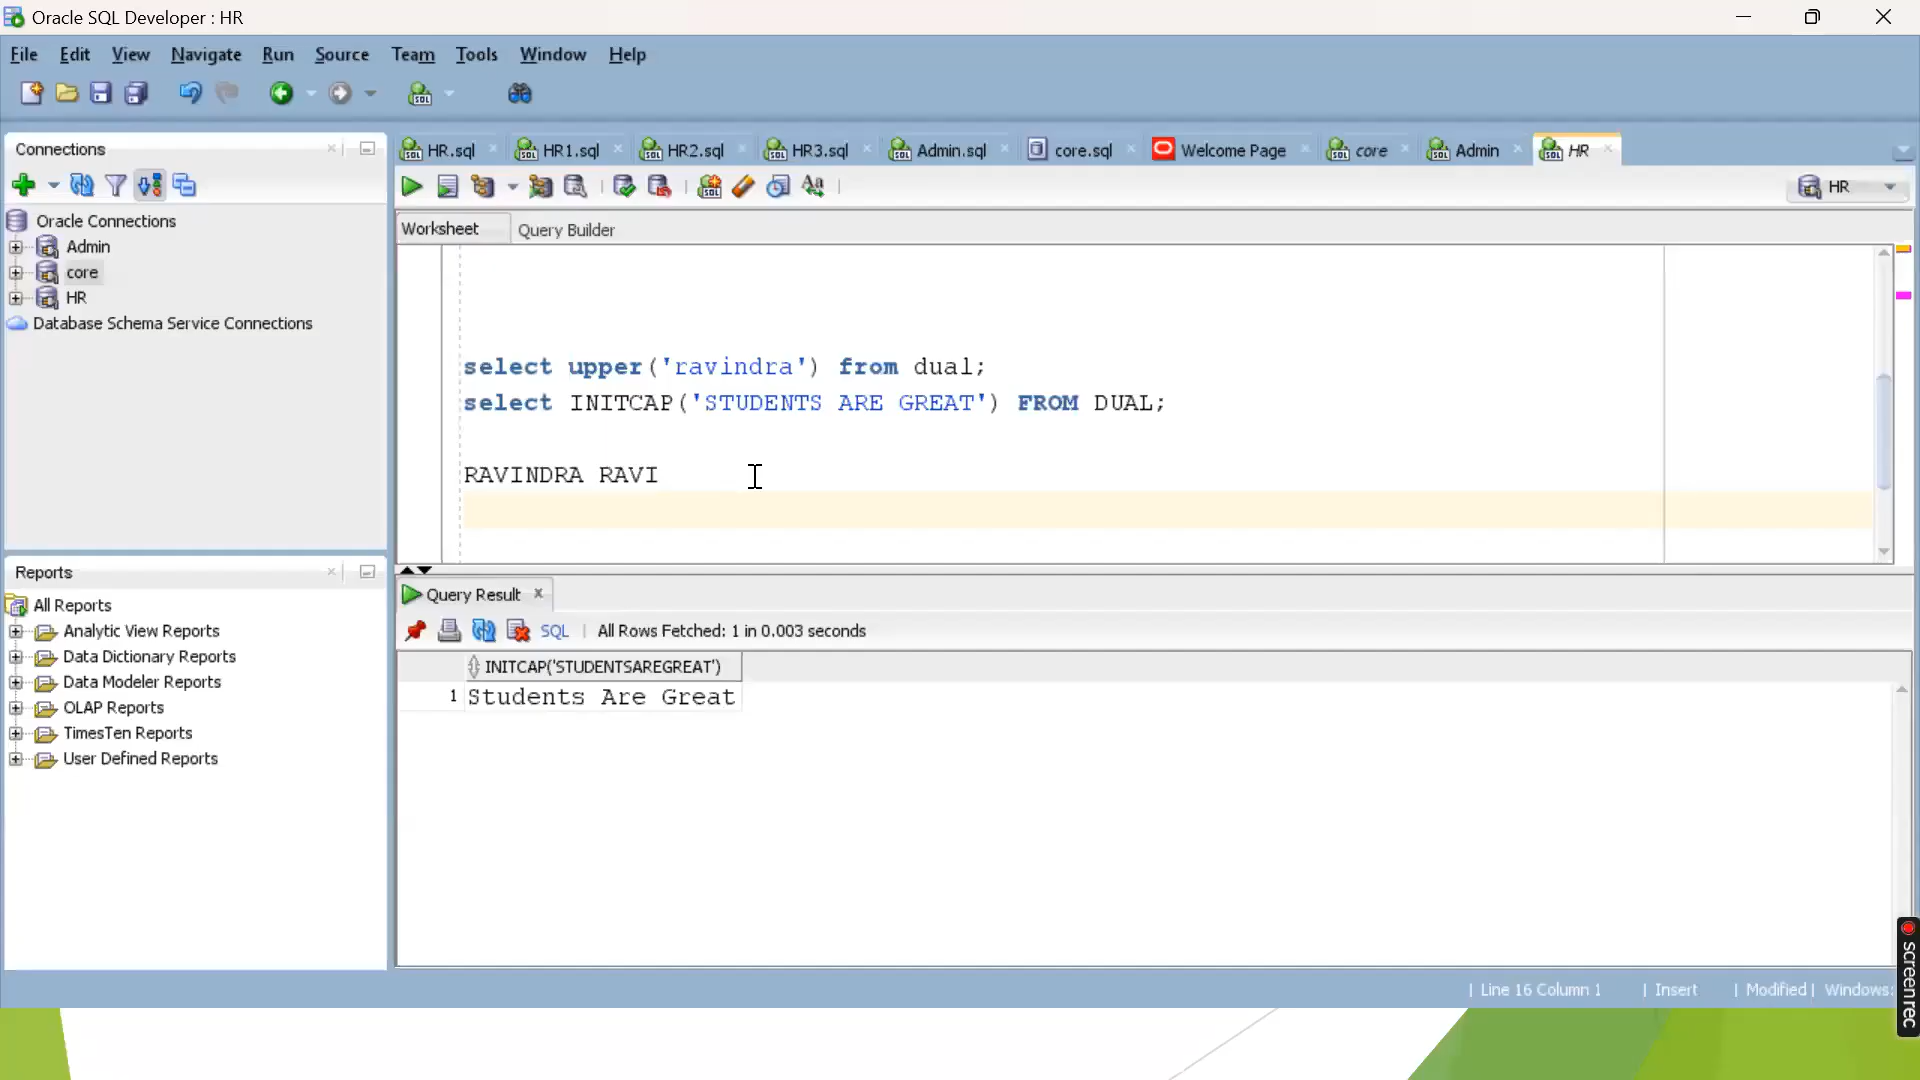 Oracle SQL Developer : HR
File Edit View Navigate Run Source Team Tools Window Help
Connections
Oracle Connections
Admin
core
HR
Database Schema Service Connections
Reports
All Reports
Analytic View Reports
Data Dictionary Reports
Data Modeler Reports
OLAP Reports
TimesTen Reports
User Defined Reports
HR.sql HR1.sql HR2.sql HR3.sql Admin.sql core.sql Welcome Page core Admin HR
HR
Worksheet Query Builder
select upper('ravindra') from dual;
select INITCAP('STUDENTS ARE GREAT') FROM DUAL;
RAVINDRA RAVI
Query Result
SQL | All Rows Fetched: 1 in 0.003 seconds
INITCAP('STUDENTSAREGREAT')
1 Students Are Great
| Line 16 Column 1 | Insert | Modified | Windows:
screenrec